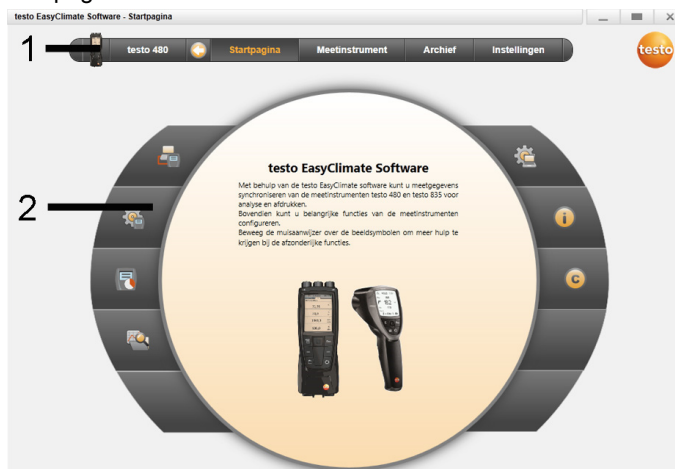 testo EasyClimate Software - Startpagina
1
testo 480 Startpagina Meetinstrument Archief Instellingen
testo
2
testo EasyClimate Software
Met behulp van de testo EasyClimate software kunt u meetgegevens
synchroniseren van de meetinstrumenten testo 480 en testo 835 voor
analyse en afdrukken.
Bovendien kunt u belangrijke functies van de meetinstrumenten
configureren.
Beweeg de muisaanwijzer over de beeldsymbolen om meer hulp te
krijgen bij de afzonderlijke functies.
i
C